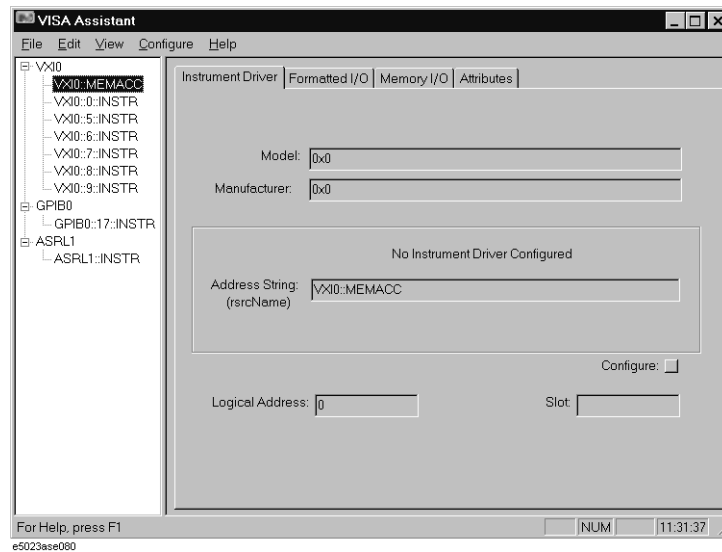 VISA Assistant
File Edit View Configure Help
VXI0
VXI0::MEMACC
VXI0::0::INSTR
VXI0::5::INSTR
VXI0::6::INSTR
VXI0::7::INSTR
VXI0::8::INSTR
VXI0::9::INSTR
GPIB0
GPIB0::17::INSTR
ASRL1
ASRL1::INSTR
Instrument Driver Formatted I/O Memory I/O Attributes
Model: 0x0
Manufacturer: 0x0
No Instrument Driver Configured
Address String: VXI0::MEMACC
(rsrcName)
Configure:
Logical Address: 0 Slot:
For Help, press F1 NUM 11:31:37
e5023ase080